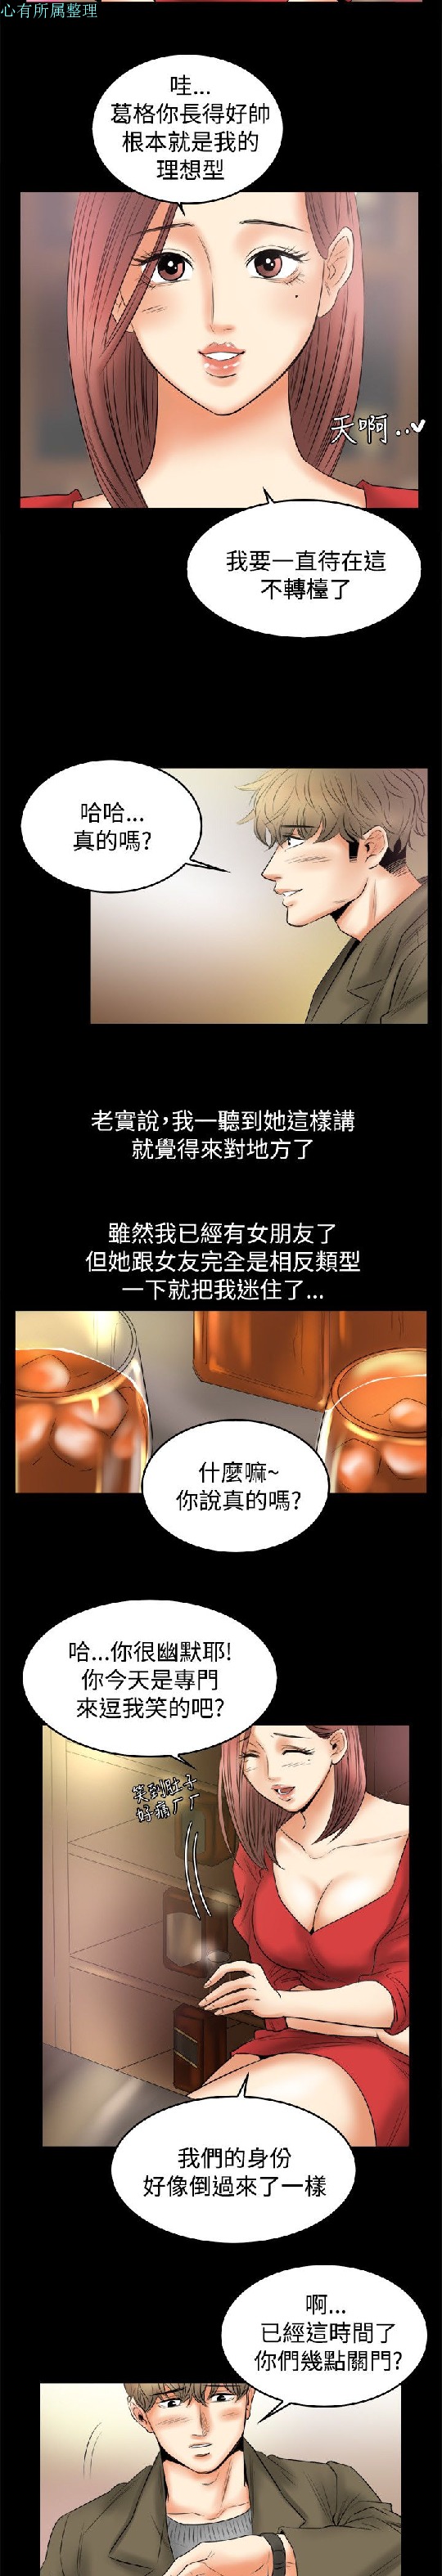 心有所属整理
哇...
葛格你長得好帥
根本就是我的
理想型
天啊..
我要一直待在這
不轉檯了
哈哈...
真的嗎?
老實說,我一聽到她這樣講
就覺得來對地方了
雖然我已經有女朋友了
但她跟女友完全是相反類型
一下就把我迷住了...
什麼嘛~
你說真的嗎?
哈...你很幽默耶!
你今天是專門
來逗我笑的吧?
笑到肚子
好痛ㄏㄏ
我們的身份
好像倒過來了一樣
啊...
已經這時間了
你們幾點關門?